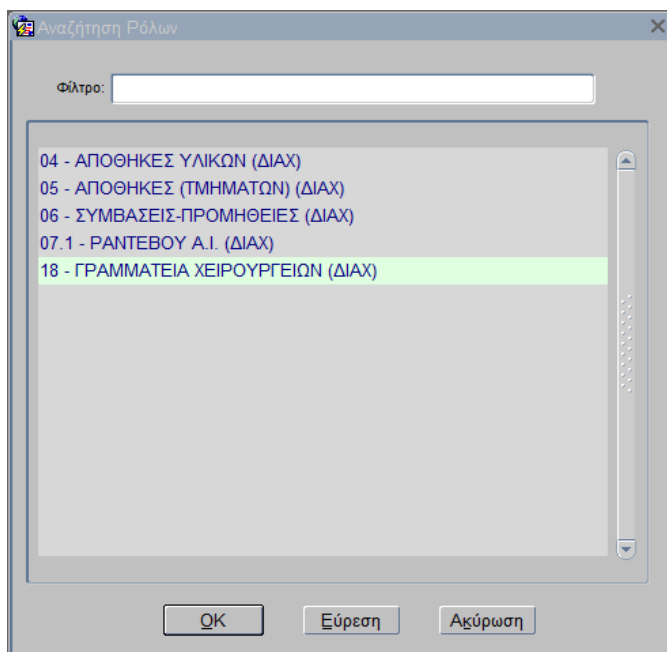 Αναζήτηση Ρόλων
Φίλτρο:
04 - ΑΠΟΘΗΚΕΣ ΥΛΙΚΩΝ (ΔΙΑΧ)
05 - ΑΠΟΘΗΚΕΣ (ΤΜΗΜΑΤΩΝ) (ΔΙΑΧ)
06 - ΣΥΜΒΑΣΕΙΣ-ΠΡΟΜΗΘΕΙΕΣ (ΔΙΑΧ)
07.1 - ΡΑΝΤΕΒΟΥ Α.Ι. (ΔΙΑΧ)
18 - ΓΡΑΜΜΑΤΕΙΑ ΧΕΙΡΟΥΡΓΕΙΩΝ (ΔΙΑΧ)
OK Εύρεση Ακύρωση